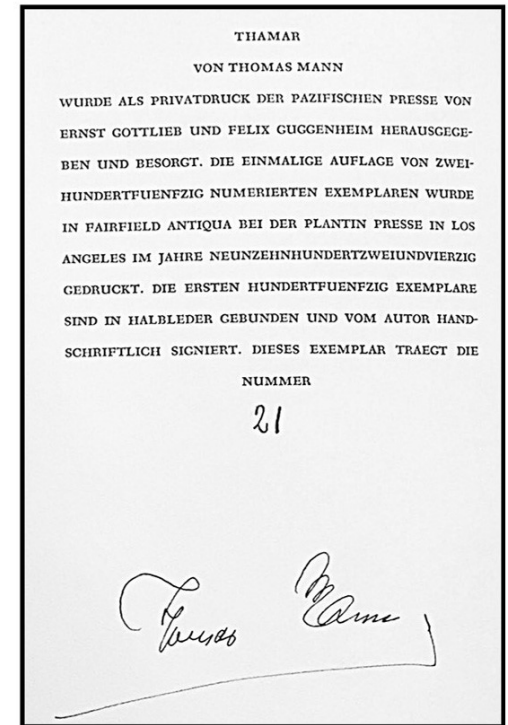 THAMAR
VON THOMAS MANN
WURDE ALS PRIVATDRUCK DER PAZIFISCHEN PRESSE VON
ERNST GOTTLIEB UND FELIX GUGGENHEIM HERAUSGEGE-
BEN UND BESORGT. DIE EINMALIGE AUFLAGE VON ZWEI-
HUNDERTFUENFZIG NUMERIERTEN EXEMPLAREN WURDE
IN FAIRFIELD ANTIQUA BEI DER PLANTIN PRESSE IN LOS
ANGELES IM JAHRE NEUNZEHNHUNDERTZWEIUNDVIERZIG
GEDRUCKT. DIE ERSTEN HUNDERTFUENFZIG EXEMPLARE
SIND IN HALBLEDER GEBUNDEN UND VOM AUTOR HAND-
SCHRIFTLICH SIGNIERT. DIESES EXEMPLAR TRAEGT DIE
NUMMER
21
Thomas Mann